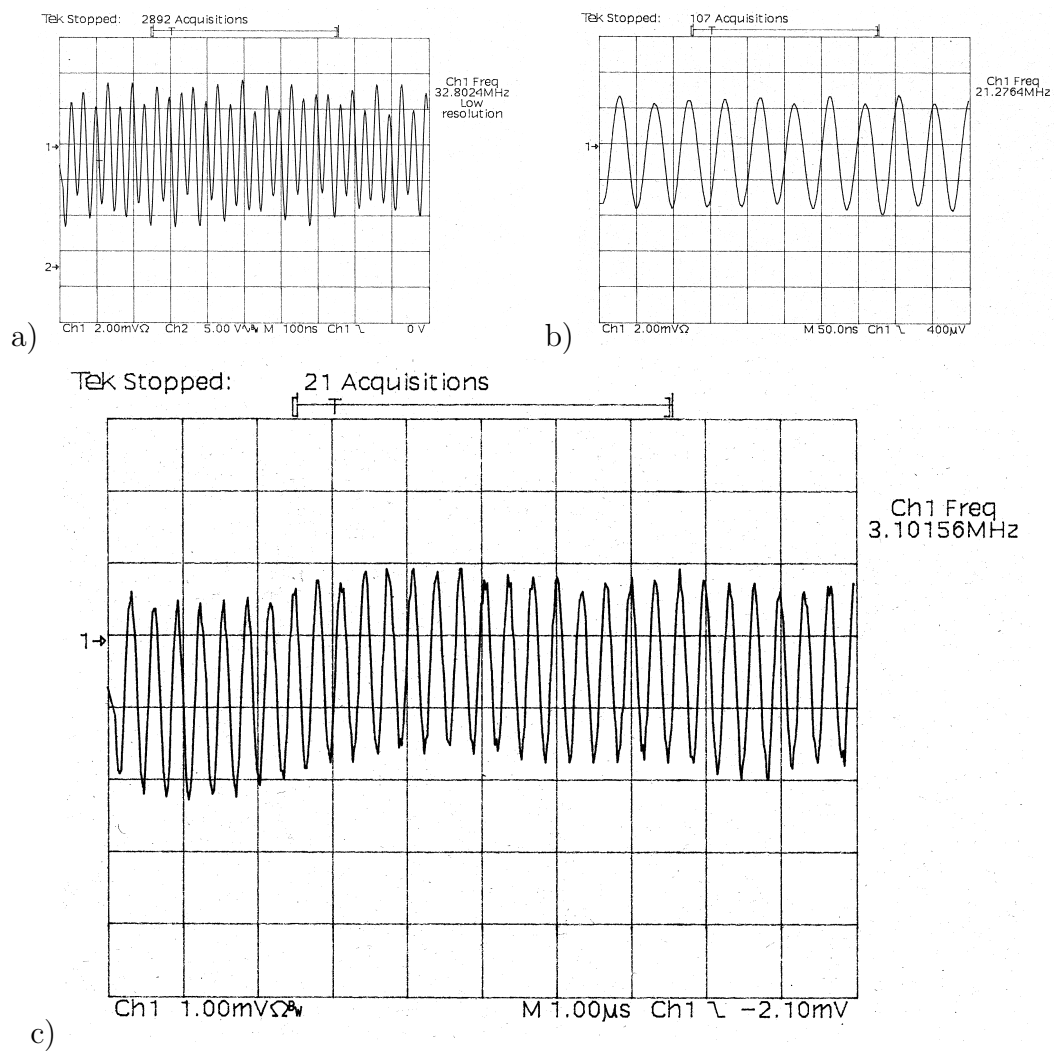 Tek Stopped: 2892 Acquisitions
Ch1 Freq
32.8024MHz
Low
resolution
1→
2→
Ch1 2.00mVΩ Ch2 5.00 V∿Bw M 100ns Ch1 ⌝ 0 V
a)
Tek Stopped: 107 Acquisitions
Ch1 Freq
21.2764MHz
1→
Ch1 2.00mVΩ M 50.0ns Ch1 ⌝ 400µV
b)
Tek Stopped: 21 Acquisitions
Ch1 Freq
3.10156MHz
1→
Ch1 1.00mVΩBw M 1.00µs Ch1 ⌝ -2.10mV
c)